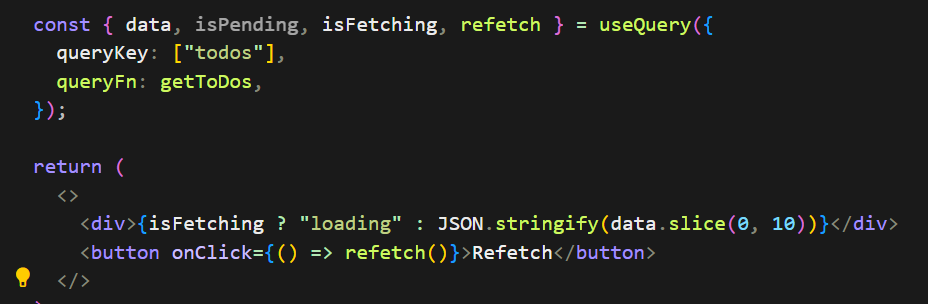 const { data, isPending, isFetching, refetch } = useQuery({
  queryKey: ["todos"],
  queryFn: getToDos,
});

return (
  <>
    <div>{isFetching ? "loading" : JSON.stringify(data.slice(0, 10))}</div>
    <button onClick={() => refetch()}>Refetch</button>
  </>